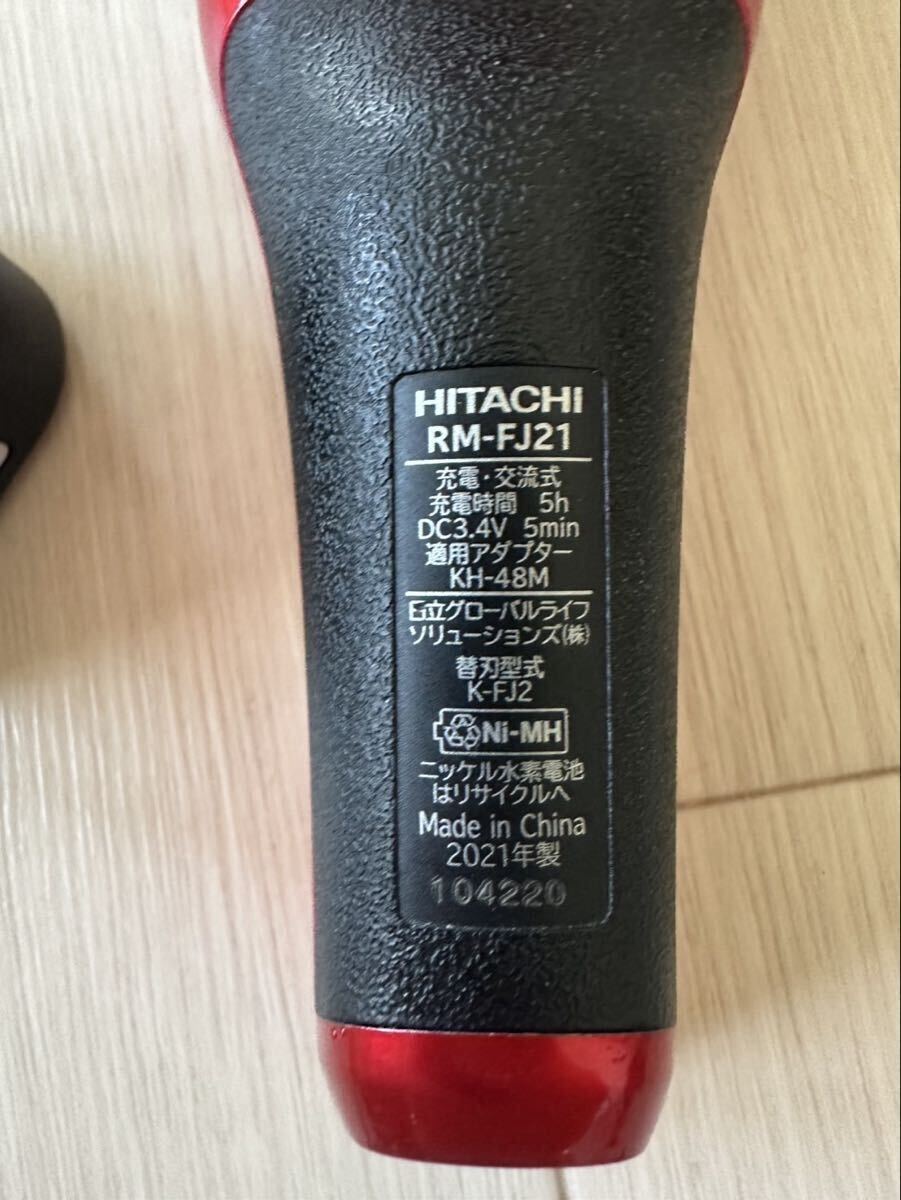 HITACHI
RM-FJ21
充電・交流式
充電時間 5h
DC3.4V 5min
適用アダプター
KH-48M
日立グローバルライフ
ソリューションズ(株)
替刃型式
K-FJ2
Ni-MH
ニッケル水素電池
はリサイクルへ
Made in China
2021年製
104220